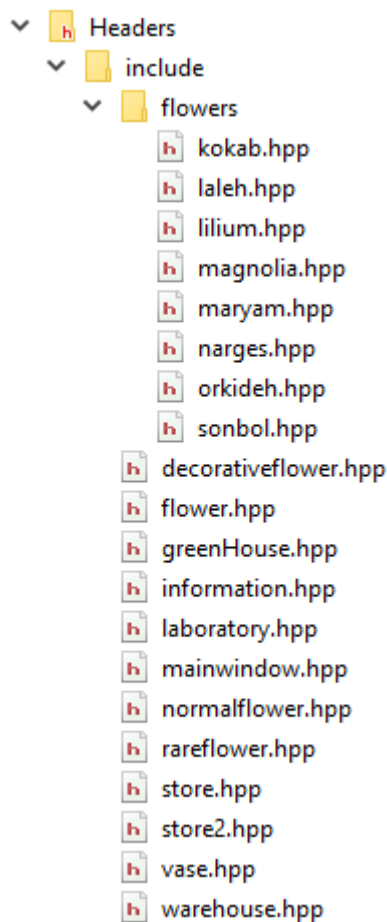 Headers
include
flowers
kokab.hpp
laleh.hpp
lilium.hpp
magnolia.hpp
maryam.hpp
narges.hpp
orkideh.hpp
sonbol.hpp
decorativeflower.hpp
flower.hpp
greenHouse.hpp
information.hpp
laboratory.hpp
mainwindow.hpp
normalflower.hpp
rareflower.hpp
store.hpp
store2.hpp
vase.hpp
warehouse.hpp